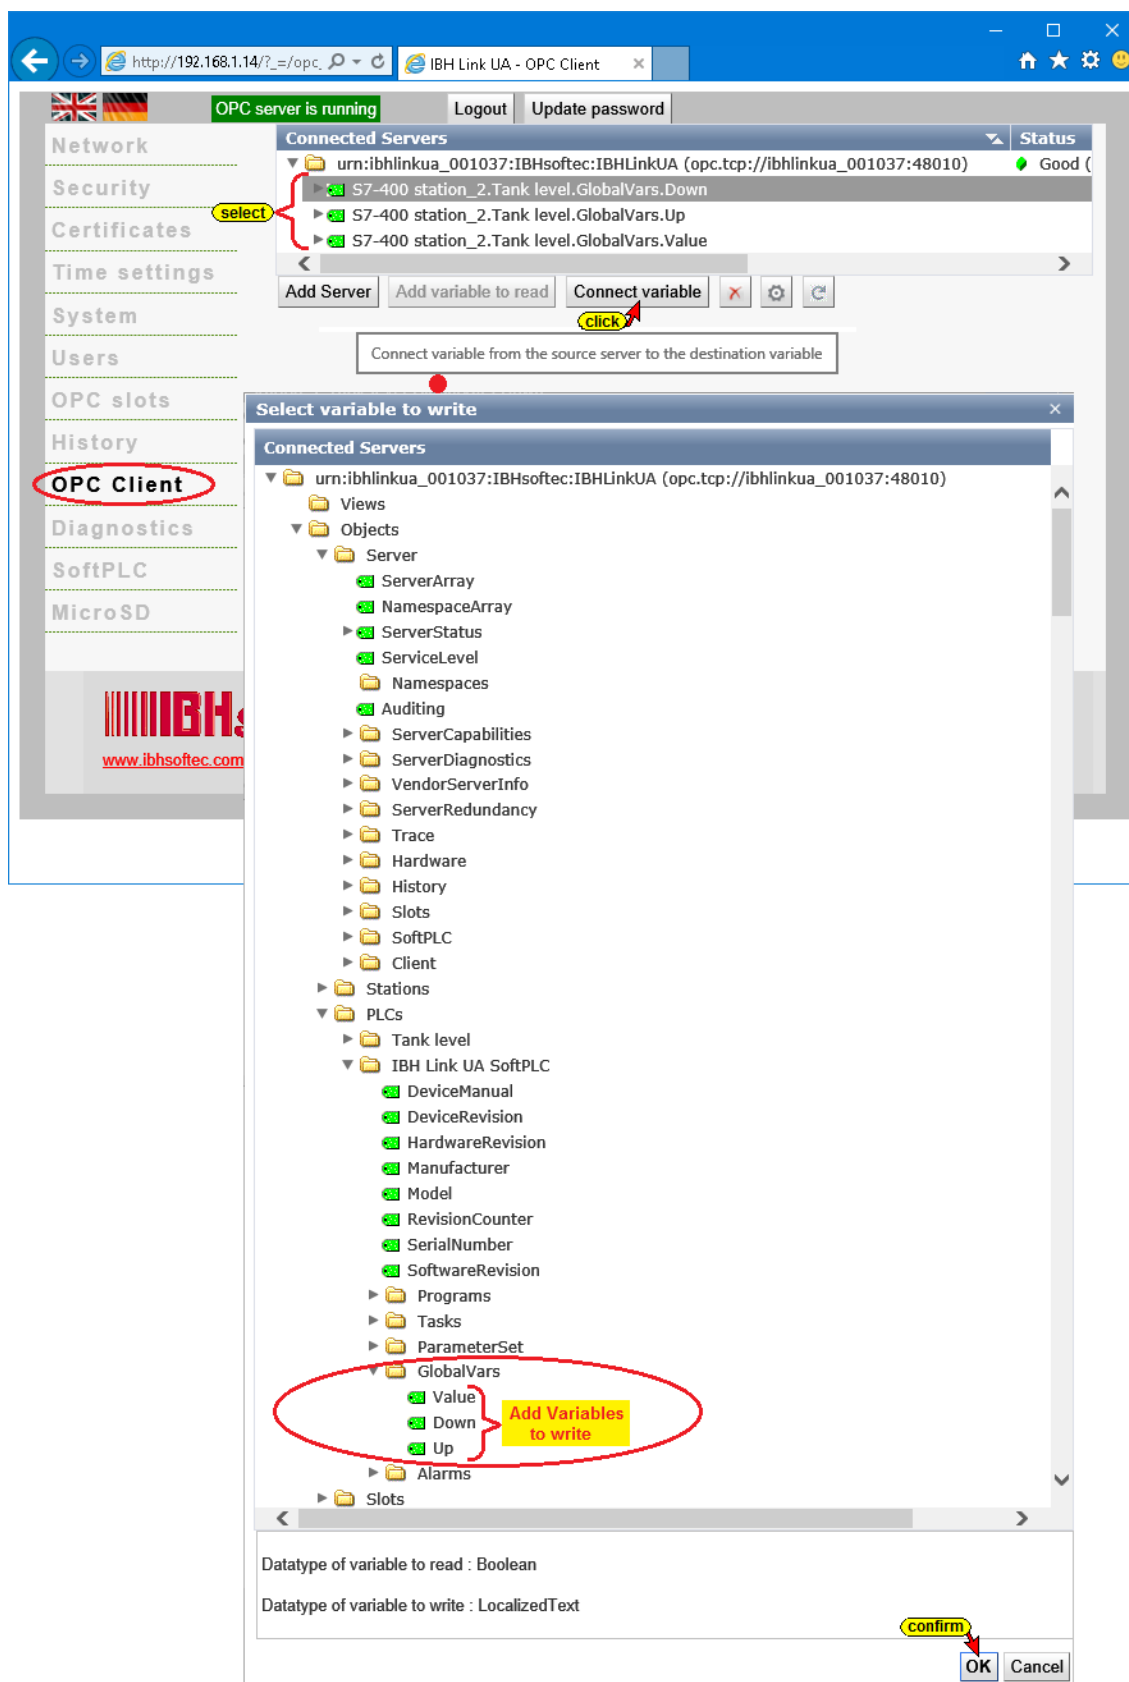 http://192.168.1.14/?_=/opc_
IBH Link UA - OPC Client
OPC server is running
Logout
Update password
Network
Security
Certificates
Time settings
System
Users
OPC slots
History
OPC Client
Diagnostics
SoftPLC
MicroSD
Connected Servers
Status
urn:ibhlinkua_001037:IBHsoftec:IBHLinkUA (opc.tcp://ibhlinkua_001037:48010)
Good (
S7-400 station_2.Tank level.GlobalVars.Down
select
S7-400 station_2.Tank level.GlobalVars.Up
S7-400 station_2.Tank level.GlobalVars.Value
Add Server
Add variable to read
Connect variable
click
Connect variable from the source server to the destination variable
IBHs
www.ibhsoftec.com
Select variable to write
Connected Servers
urn:ibhlinkua_001037:IBHsoftec:IBHLinkUA (opc.tcp://ibhlinkua_001037:48010)
Views
Objects
Server
ServerArray
NamespaceArray
ServerStatus
ServiceLevel
Namespaces
Auditing
ServerCapabilities
ServerDiagnostics
VendorServerInfo
ServerRedundancy
Trace
Hardware
History
Slots
SoftPLC
Client
Stations
PLCs
Tank level
IBH Link UA SoftPLC
DeviceManual
DeviceRevision
HardwareRevision
Manufacturer
Model
RevisionCounter
SerialNumber
SoftwareRevision
Programs
Tasks
ParameterSet
GlobalVars
Value
Down
Up
Add Variables
to write
Alarms
Slots
Datatype of variable to read : Boolean
Datatype of variable to write : LocalizedText
confirm
OK
Cancel